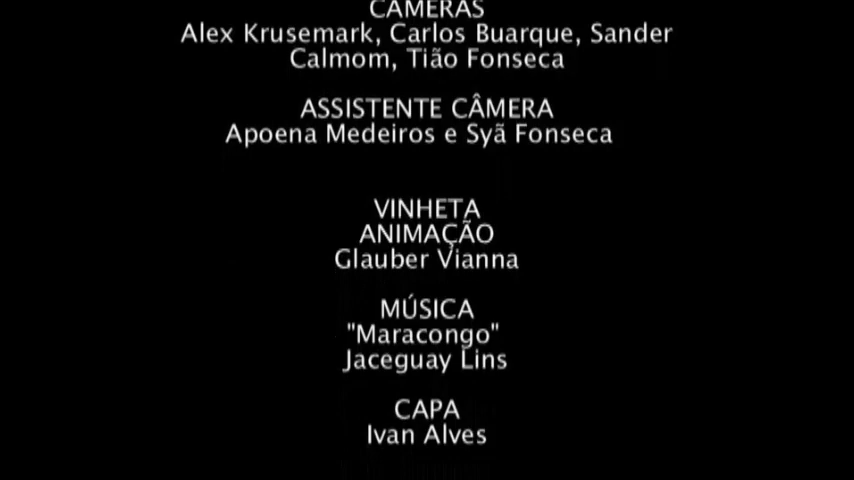 CÂMERAS
Alex Krusemark, Carlos Buarque, Sander
Calmom, Tião Fonseca
ASSISTENTE CÂMERA
Apoena Medeiros e Syã Fonseca
VINHETA
ANIMAÇÃO
Glauber Vianna
MÚSICA
"Maracongo"
Jaceguay Lins
CAPA
Ivan Alves